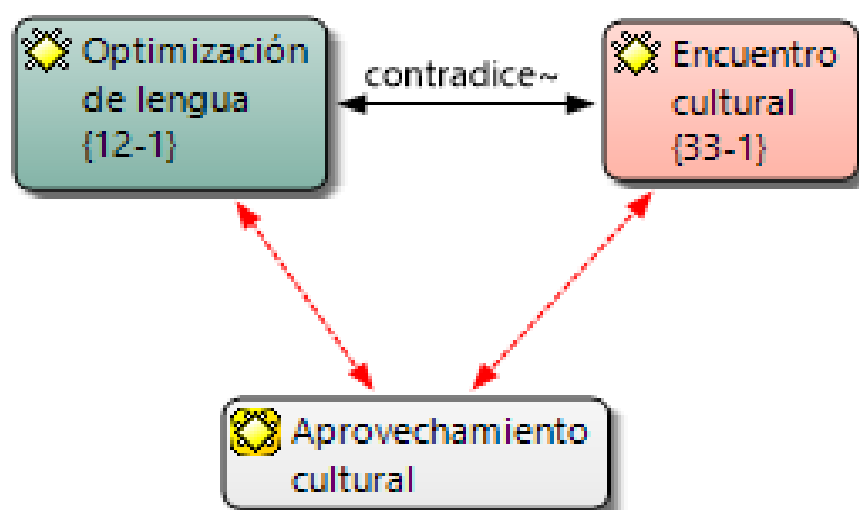 Optimización
de lengua
{12-1}
contradice~
Encuentro
cultural
{33-1}
Aprovechamiento
cultural